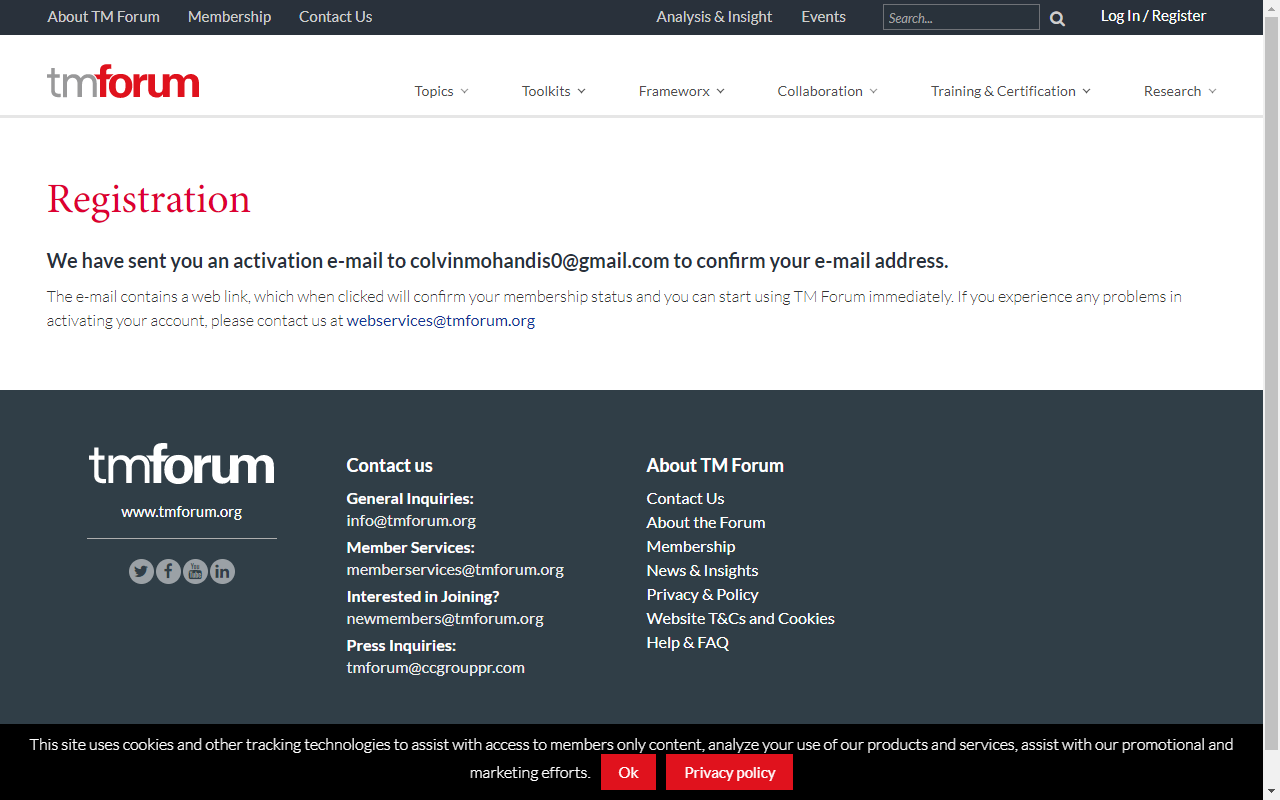 About TM Forum Membership Contact Us Analysis & Insight Events Search... Log In / Register
tmforum Topics Toolkits Frameworx Collaboration Training & Certification Research
Registration
We have sent you an activation e-mail to colvinmohandis0@gmail.com to confirm your e-mail address.
The e-mail contains a web link, which when clicked will confirm your membership status and you can start using TM Forum immediately. If you experience any problems in
activating your account, please contact us at webservices@tmforum.org
tmforum
www.tmforum.org
You Tube
Contact us
General Inquiries:
info@tmforum.org
Member Services:
memberservices@tmforum.org
Interested in Joining?
newmembers@tmforum.org
Press Inquiries:
tmforum@ccgrouppr.com
About TM Forum
Contact Us
About the Forum
Membership
News & Insights
Privacy & Policy
Website T&Cs and Cookies
Help & FAQ
This site uses cookies and other tracking technologies to assist with access to members only content, analyze your use of our products and services, assist with our promotional and
marketing efforts. Ok Privacy policy